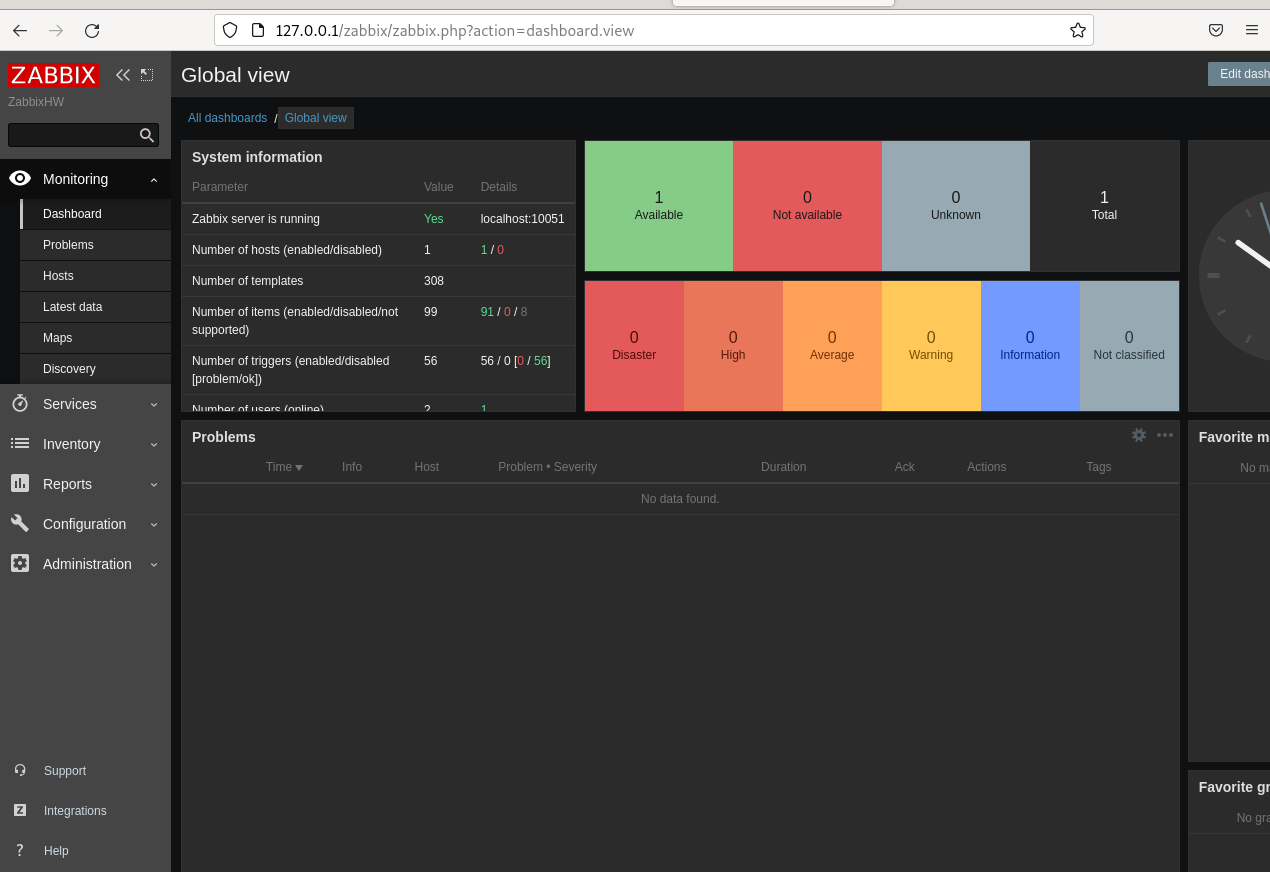 127.0.0.1/zabbix/zabbix.php?action=dashboard.view
ZABBIX
ZabbixHW
Monitoring
Dashboard
Problems
Hosts
Latest data
Maps
Discovery
Services
Inventory
Reports
Configuration
Administration
Support
Z Integrations
? Help
Global view
Edit dash
All dashboards / Global view
System information
Parameter Value Details
Zabbix server is running Yes localhost:10051
Number of hosts (enabled/disabled) 1 1 / 0
Number of templates 308
Number of items (enabled/disabled/not
supported) 99 91 / 0 / 8
Number of triggers (enabled/disabled
[problem/ok]) 56 56 / 0 [0 / 56]
Number of users (online) 2 1
1
Available
0
Not available
0
Unknown
1
Total
0
Disaster
0
High
0
Average
0
Warning
0
Information
0
Not classified
Problems
Time Info Host Problem • Severity Duration Ack Actions Tags
No data found.
Favorite m
No ma
Favorite gr
No gra